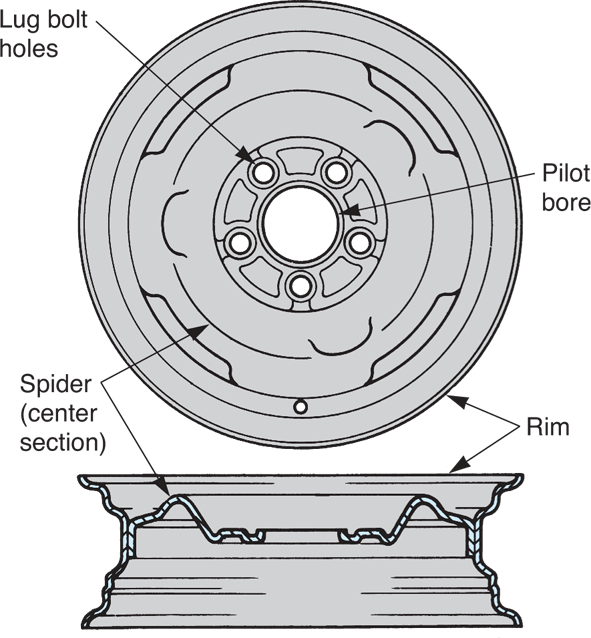 Lug bolt
holes
Pilot
bore
Spider
(center
section)
Rim